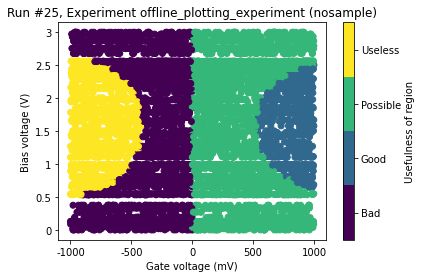 Run #25, Experiment offline_plotting_experiment (nosample)
3
2.5
2
1.5
1
0.5
0
Bias voltage (V)
-1000
-500
0
500
1000
Gate voltage (mV)
Useless
Possible
Good
Bad
Usefulness of region